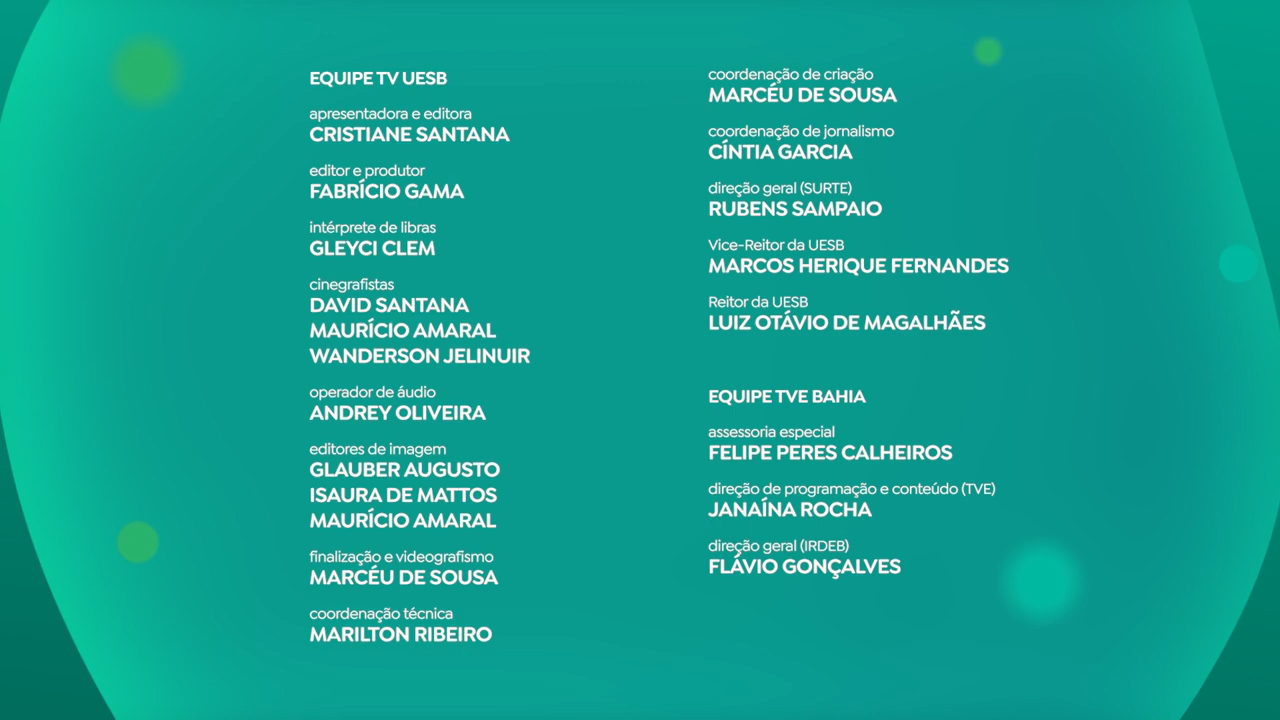 EQUIPE TV UESB
apresentadora e editora
CRISTIANE SANTANA
editor e produtor
FABRÍCIO GAMA
intérprete de libras
GLEYCI CLEM
cinegrafistas
DAVID SANTANA
MAURÍCIO AMARAL
WANDERSON JELINUIR
operador de áudio
ANDREY OLIVEIRA
editores de imagem
GLAUBER AUGUSTO
ISAURA DE MATTOS
MAURÍCIO AMARAL
finalização e videografismo
MARCÉU DE SOUSA
coordenação técnica
MARILTON RIBEIRO
coordenação de criação
MARCÉU DE SOUSA
coordenação de jornalismo
CÍNTIA GARCIA
direção geral (SURTE)
RUBENS SAMPAIO
Vice-Reitor da UESB
MARCOS HERIQUE FERNANDES
Reitor da UESB
LUIZ OTÁVIO DE MAGALHÃES
EQUIPE TVE BAHIA
assessoria especial
FELIPE PERES CALHEIROS
direção de programação e conteúdo (TVE)
JANAÍNA ROCHA
direção geral (IRDEB)
FLÁVIO GONÇALVES